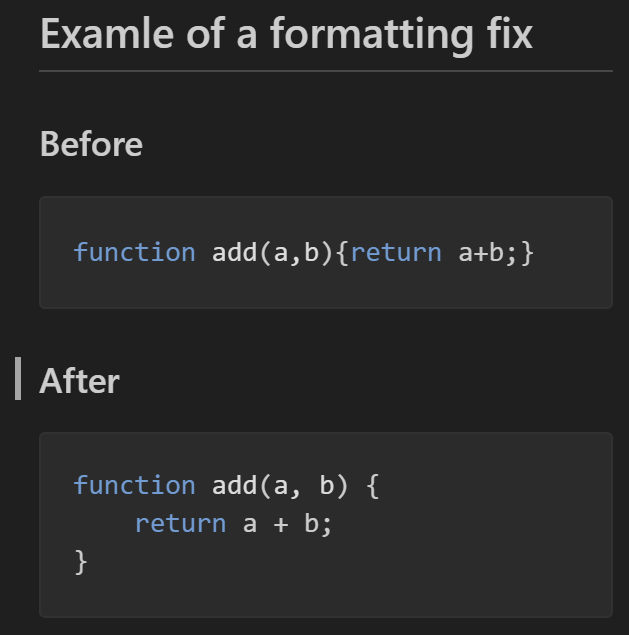 Examle of a formatting fix
Before
function add(a,b){return a+b;}
After
function add(a, b) {
    return a + b;
}